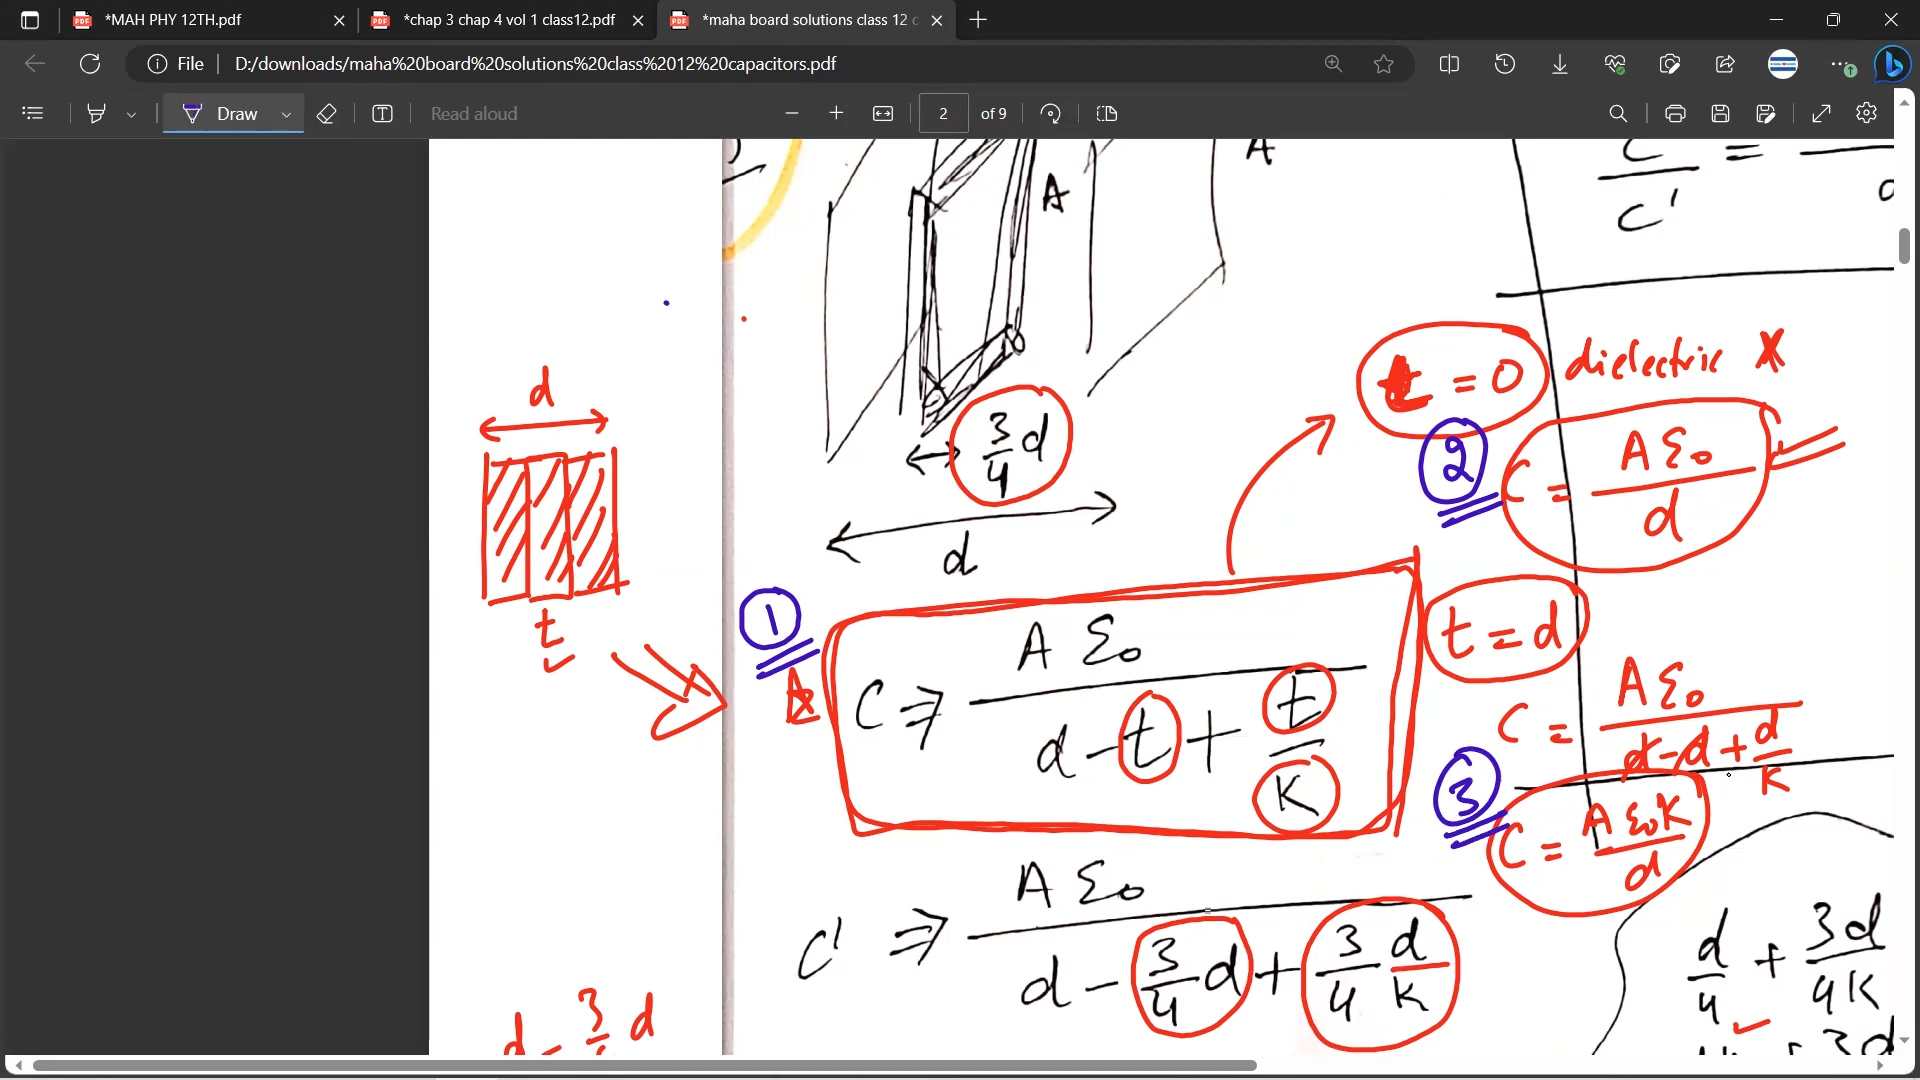 *MAH PHY 12TH.pdf
*chap 3 chap 4 vol 1 class12.pdf
*maha board solutions class 12 c
File
D:/downloads/maha%20board%20solutions%20class%2012%20capacitors.pdf
Draw
Read aloud
2 of 9
A
A
C/C' =
t = 0 dielectric
d
3/4 d
d
2
C = Aε₀/d
t
1
C ⇒ Aε₀/(d - t + t/K)
t = d
C = Aε₀/(d - d + d/K)
3
C = Aε₀K/d
C' ⇒ Aε₀/(d - 3/4 d + 3/4 d/K)
d/4 + 3d/4K
3d
d - 3/ d